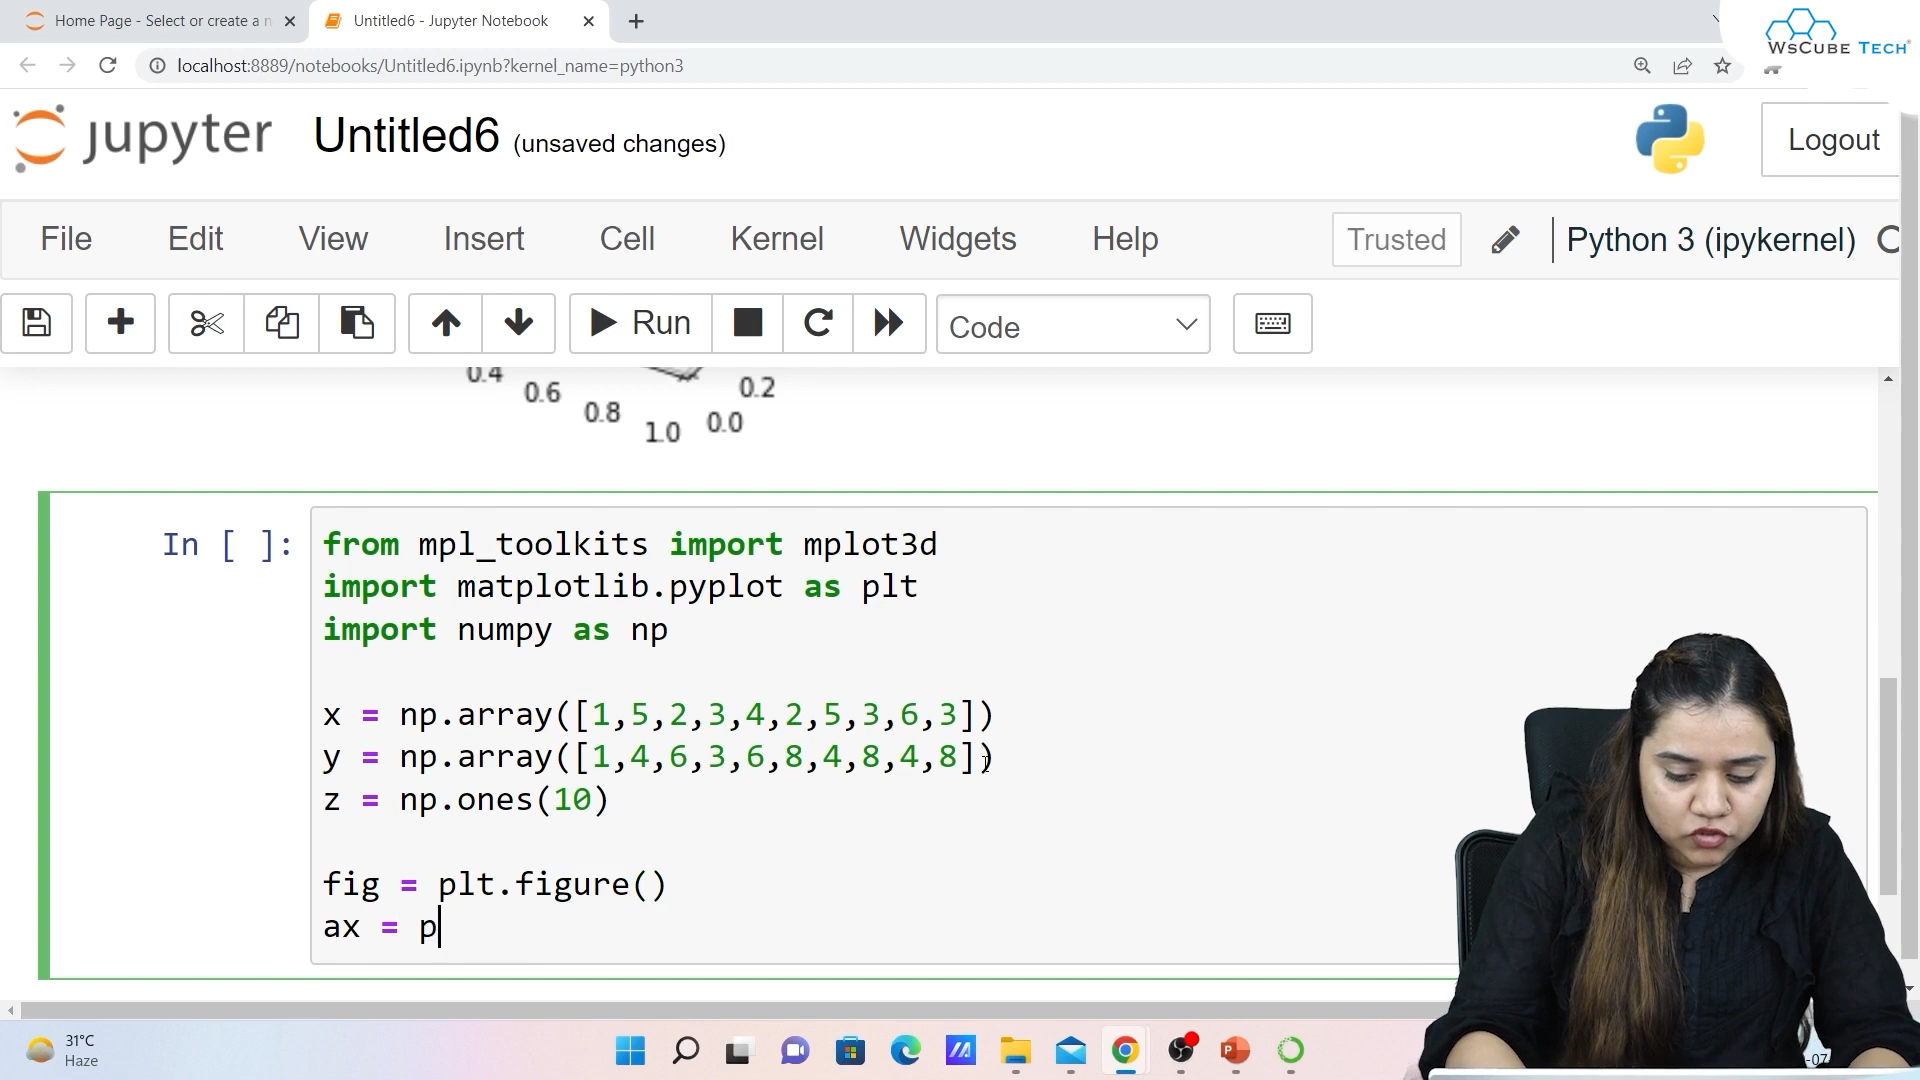 Home Page - Select or create a n
Untitled6 - Jupyter Notebook
WsCube Tech
localhost:8889/notebooks/Untitled6.ipynb?kernel_name=python3
jupyter Untitled6 (unsaved changes)
Logout
File Edit View Insert Cell Kernel Widgets Help Trusted Python 3 (ipykernel)
Run Code
0.4 0.6 0.8 1.0 0.0 0.2
In [ ]: from mpl_toolkits import mplot3d
import matplotlib.pyplot as plt
import numpy as np
x = np.array([1,5,2,3,4,2,5,3,6,3])
y = np.array([1,4,6,3,6,8,4,8,4,8])
z = np.ones(10)
fig = plt.figure()
ax = p
31°C
Haze
-07